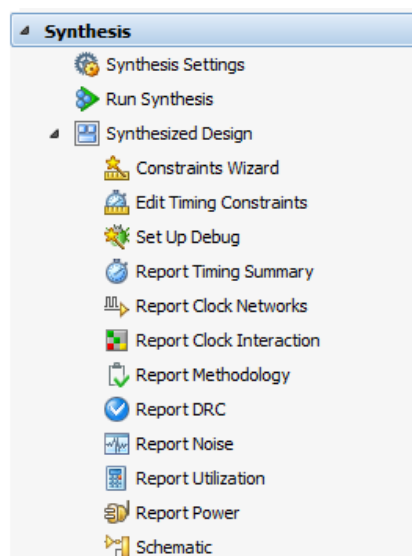 Synthesis
Synthesis Settings
Run Synthesis
Synthesized Design
Constraints Wizard
Edit Timing Constraints
Set Up Debug
Report Timing Summary
Report Clock Networks
Report Clock Interaction
Report Methodology
Report DRC
Report Noise
Report Utilization
Report Power
Schematic